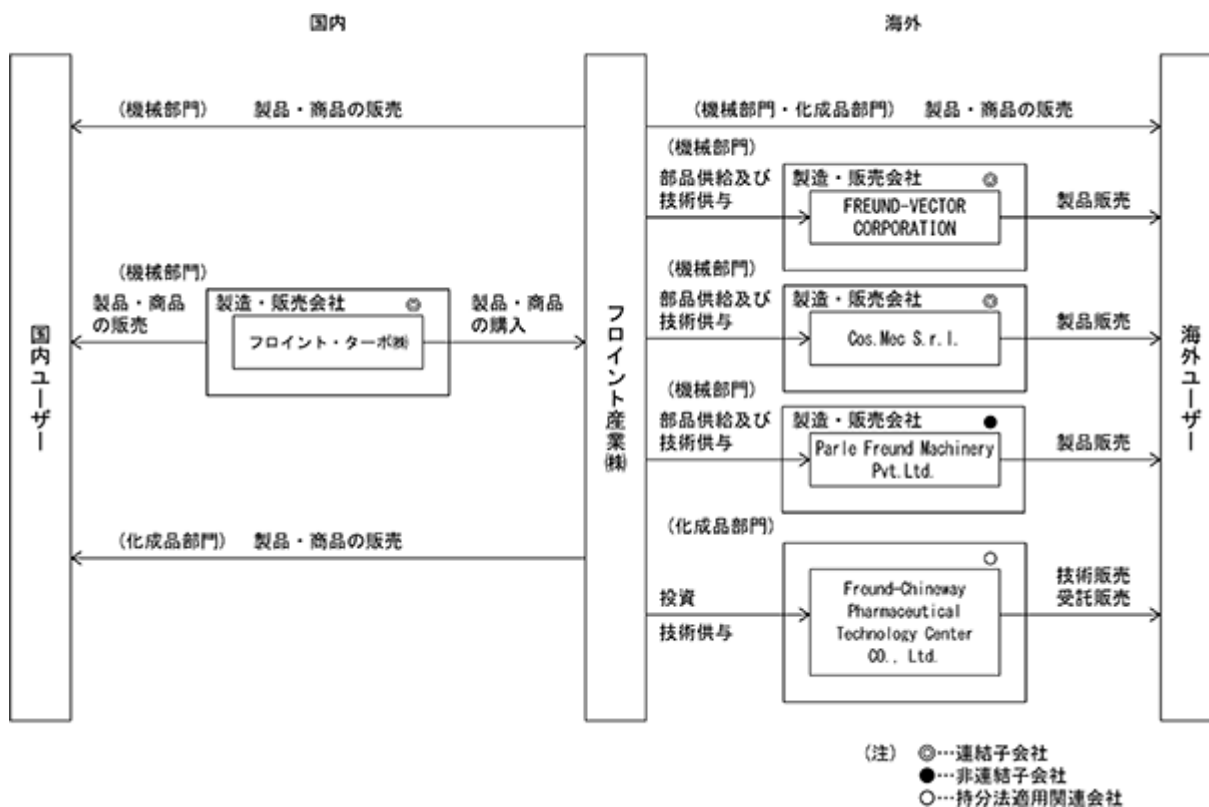 国内
海外
国内ユーザー
フロイント産業㈱
海外ユーザー
(機械部門) 製品・商品の販売
(機械部門)
製品・商品
の販売
製造・販売会社 ◎
フロイント・ターボ㈱
製品・商品
の購入
(化成品部門) 製品・商品の販売
(機械部門・化成品部門) 製品・商品の販売
(機械部門)
部品供給及び
技術供与
製造・販売会社 ◎
FREUND-VECTOR
CORPORATION
製品販売
(機械部門)
部品供給及び
技術供与
製造・販売会社 ◎
Cos.Mec S.r.l.
製品販売
(機械部門)
部品供給及び
技術供与
製造・販売会社 ●
Parle Freund Machinery
Pvt.Ltd.
製品販売
(化成品部門)
投資
技術供与
○
Freund-Chineway
Pharmaceutical
Technology Center
CO., Ltd.
技術販売
受託販売
(注) ◎…連結子会社
●…非連結子会社
○…持分法適用関連会社